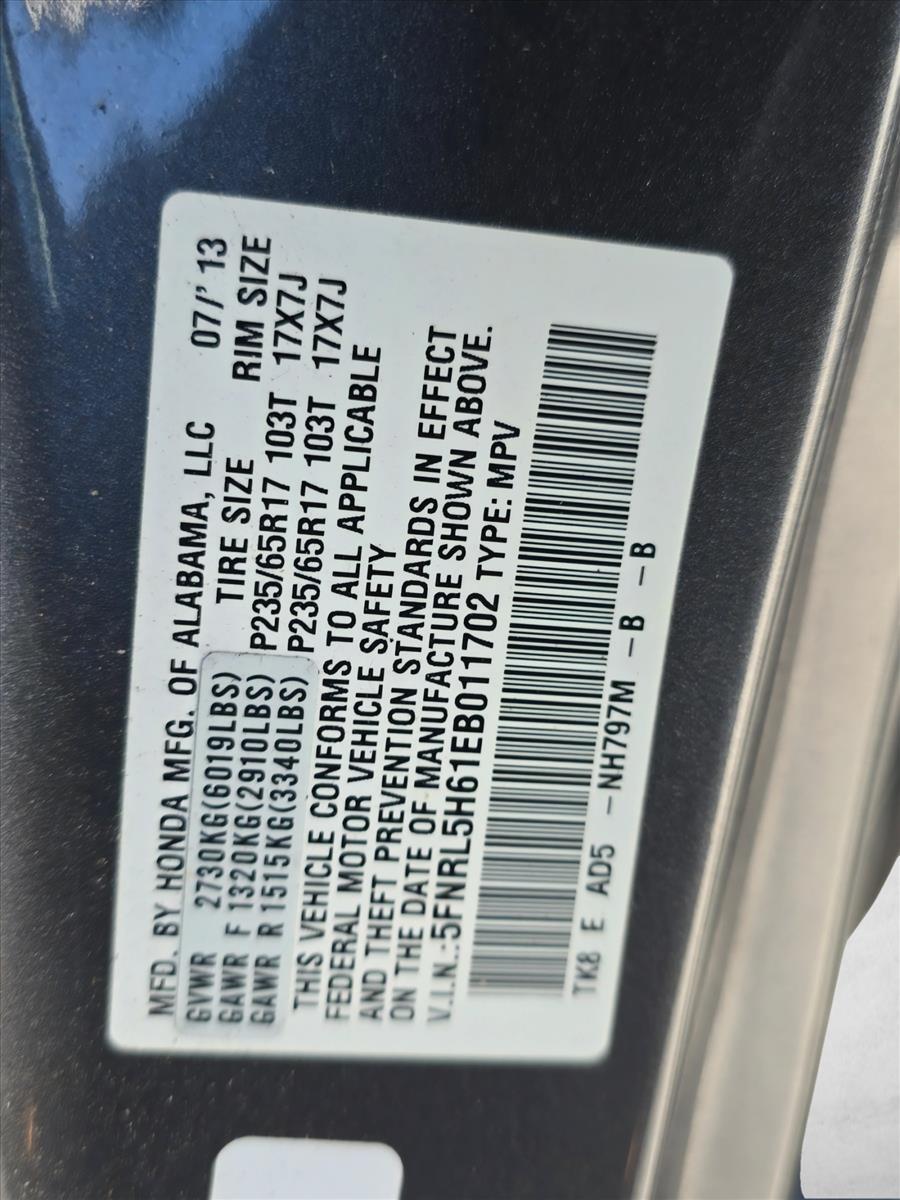 MFD. BY HONDA MFG. OF ALABAMA, LLC 07/' 13
GVWR 2730KG(6019LBS) TIRE SIZE RIM SIZE
GAWR F 1320KG(2910LBS) P235/65R17 103T 17X7J
GAWR R 1515KG(3340LBS) P235/65R17 103T 17X7J
THIS VEHICLE CONFORMS TO ALL APPLICABLE
FEDERAL MOTOR VEHICLE SAFETY
AND THEFT PREVENTION STANDARDS IN EFFECT
ON THE DATE OF MANUFACTURE SHOWN ABOVE.
V.I.N.:5FNRL5H61EB011702 TYPE: MPV
TK8 E AD5 -NH797M -B -B